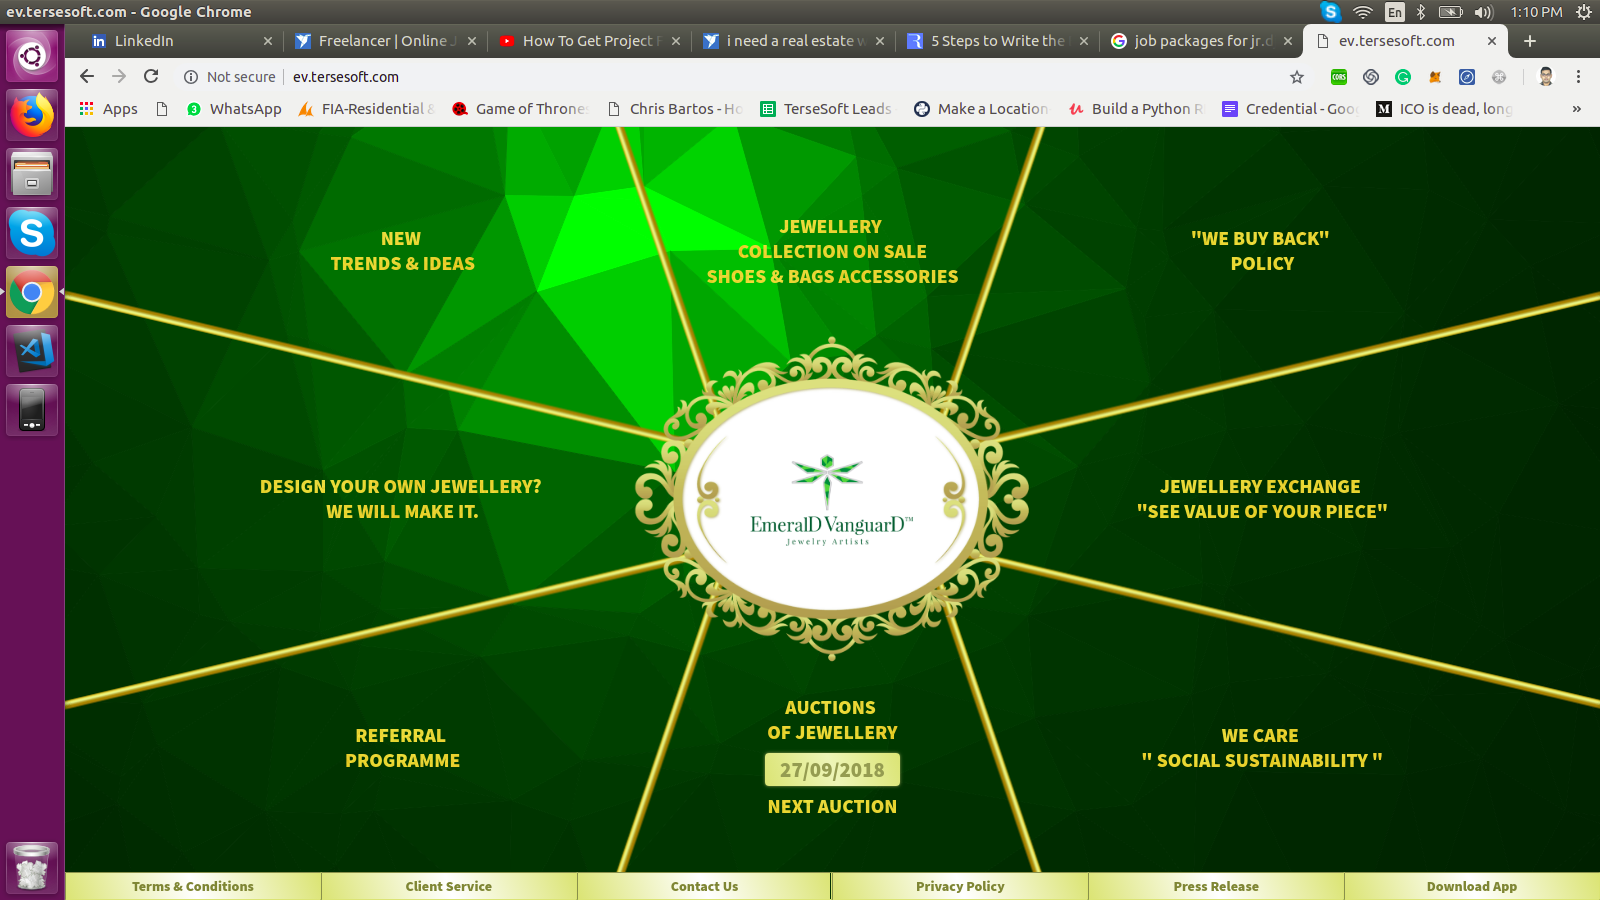 ev.tersesoft.com - Google Chrome
En
1:10 PM
LinkedIn
Freelancer | Online
How To Get Project
i need a real estate
5 Steps to Write the
job packages for jr.d
ev.tersesoft.com
Not secure
ev.tersesoft.com
CORS
Apps
3
WhatsApp
FIA-Residential &
Game of Throne
Chris Bartos - Ho
TerseSoft Leads
Make a Location
Build a Python R
Credential - Goo
M
ICO is dead, long
»
NEW
TRENDS & IDEAS
JEWELLERY
COLLECTION ON SALE
SHOES & BAGS ACCESSORIES
"WE BUY BACK"
POLICY
DESIGN YOUR OWN JEWELLERY?
WE WILL MAKE IT.
EmeralD VanguarD™
Jewelry Artists
JEWELLERY EXCHANGE
"SEE VALUE OF YOUR PIECE"
REFERRAL
PROGRAMME
AUCTIONS
OF JEWELLERY
27/09/2018
NEXT AUCTION
WE CARE
" SOCIAL SUSTAINABILITY "
Terms & Conditions
Client Service
Contact Us
Privacy Policy
Press Release
Download App